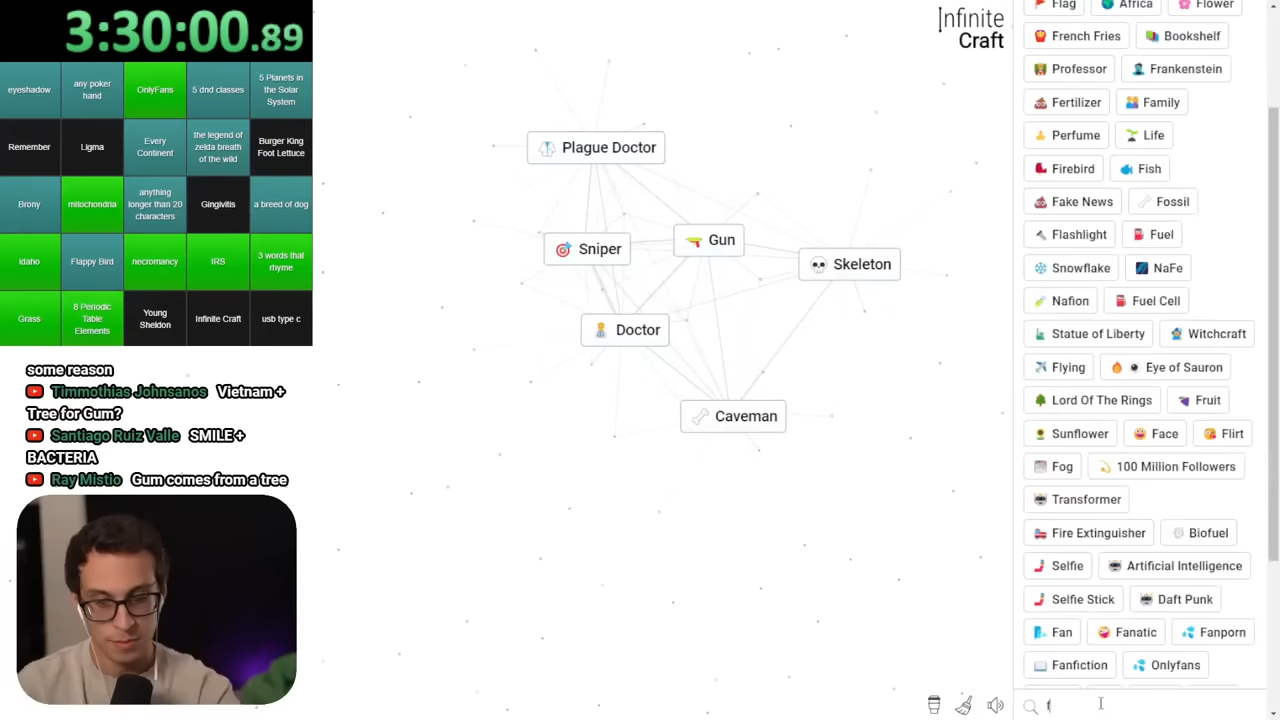 3:30:00.89
eyeshadow
any poker
hand
OnlyFans
5 dnd classes
5 Planets in
the Solar
System
Remember
Ligma
Every
Continent
the legend of
zelda breath
of the wild
Burger King
Foot Lettuce
Brony
mitochondria
anything
longer than 20
characters
Gingivitis
a breed of dog
idaho
Flappy Bird
necromancy
IRS
3 words that
rhyme
Grass
8 Periodic
Table
Elements
Young
Sheldon
Infinite Craft
usb type c
some reason
Timmothias Johnsanos Vietnam +
Tree for Gum?
Santiago Ruiz Valle SMILE +
BACTERIA
Ray Mistio Gum comes from a tree
Infinite
Craft
Plague Doctor
Sniper
Gun
Skeleton
Doctor
Caveman
Flag Africa Flower
French Fries Bookshelf
Professor Frankenstein
Fertilizer Family
Perfume Life
Firebird Fish
Fake News Fossil
Flashlight Fuel
Snowflake NaFe
Nafion Fuel Cell
Statue of Liberty Witchcraft
Flying Eye of Sauron
Lord Of The Rings Fruit
Sunflower Face Flirt
Fog 100 Million Followers
Transformer
Fire Extinguisher Biofuel
Selfie Artificial Intelligence
Selfie Stick Daft Punk
Fan Fanatic Fanporn
Fanfiction Onlyfans
f